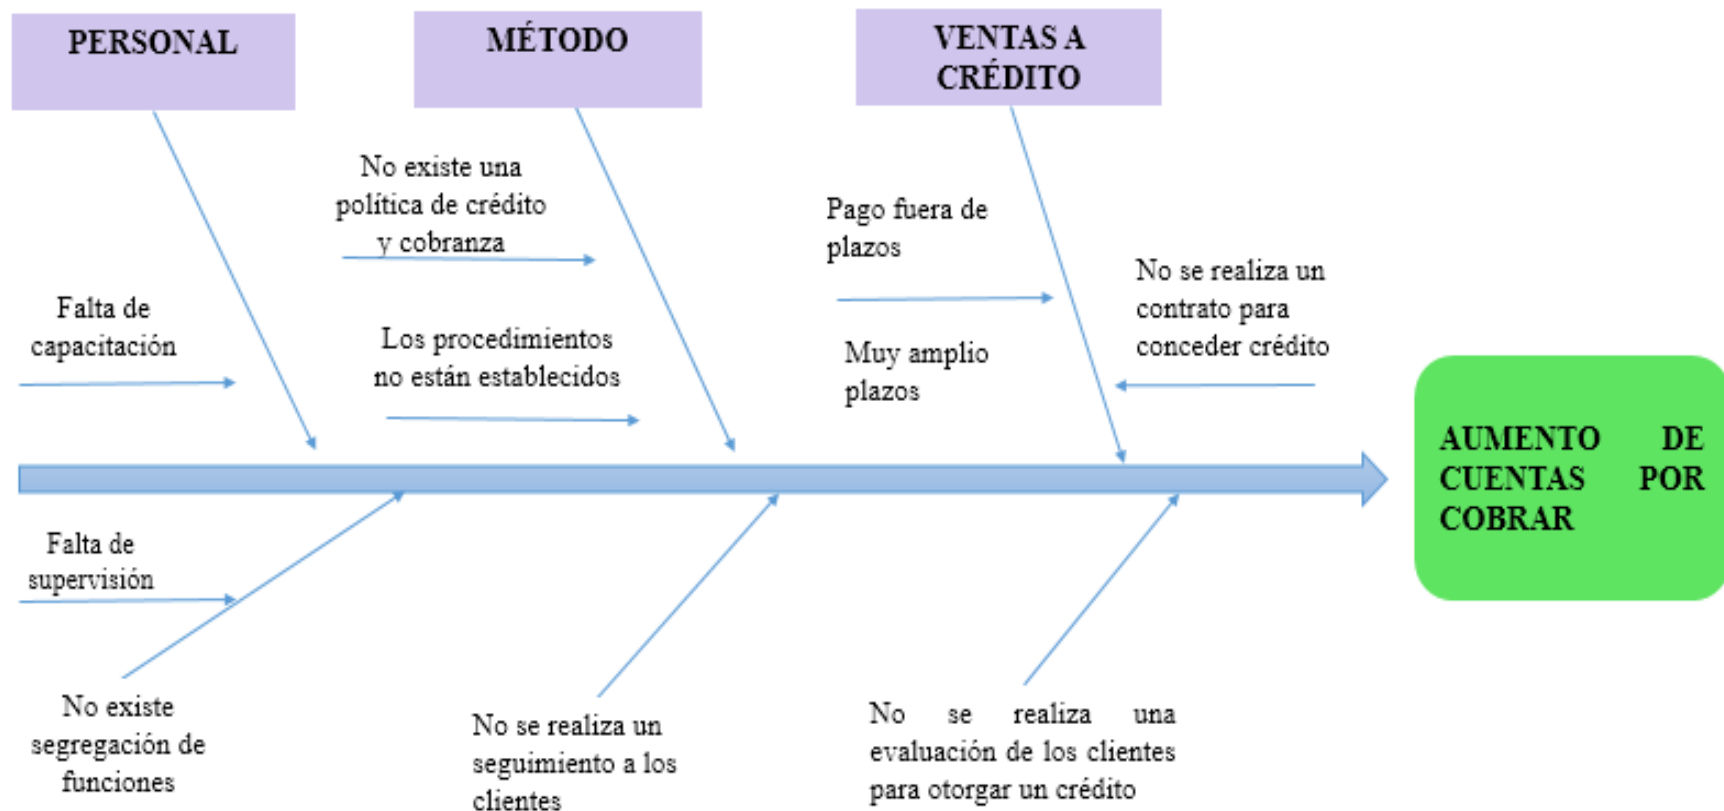 PERSONAL
MÉTODO
VENTAS A
CRÉDITO
No existe una
política de crédito
y cobranza
Pago fuera de
plazos
No se realiza un
contrato para
conceder crédito
Falta de
capacitación
Los procedimientos
no están establecidos
Muy amplio
plazos
AUMENTO DE
CUENTAS POR
COBRAR
Falta de
supervisión
No existe
segregación de
funciones
No se realiza un
seguimiento a los
clientes
No se realiza una
evaluación de los clientes
para otorgar un crédito